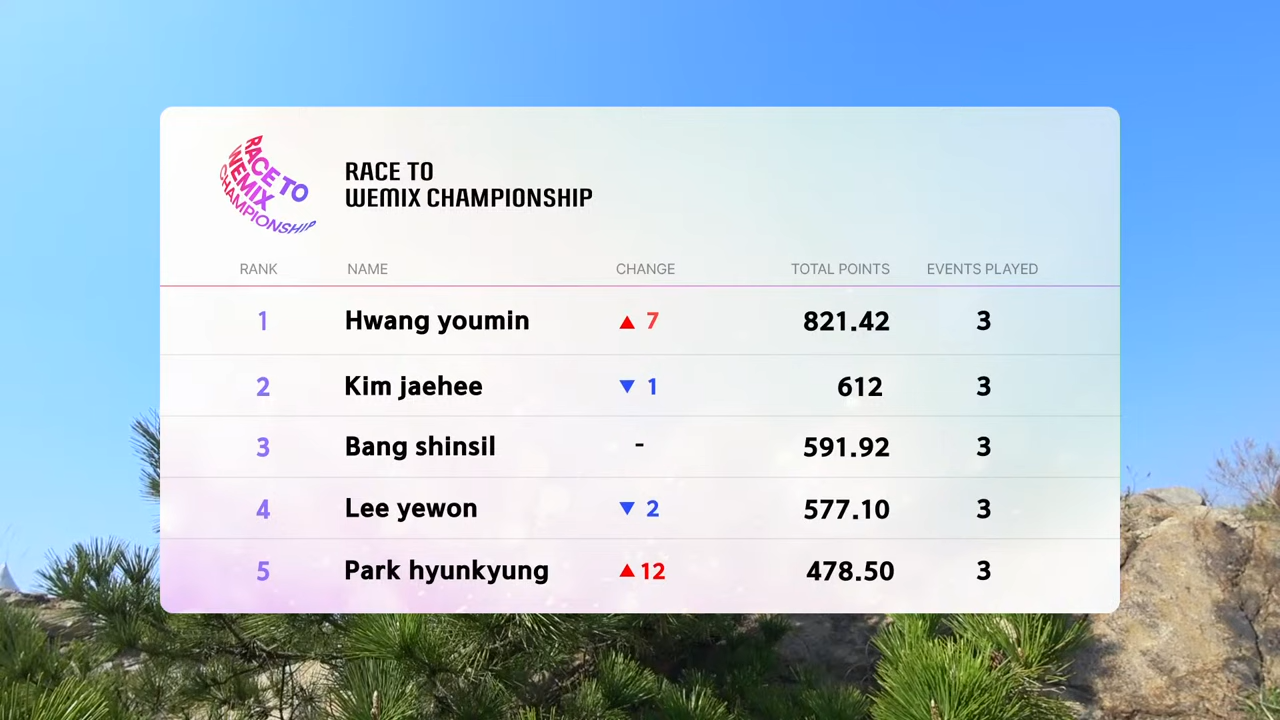 RACE TO
WEMIX
CHAMPIONSHIP
RACE TO
WEMIX CHAMPIONSHIP
RANK NAME CHANGE TOTAL POINTS EVENTS PLAYED
1 Hwang youmin ▲ 7 821.42 3
2 Kim jaehee ▼ 1 612 3
3 Bang shinsil - 591.92 3
4 Lee yewon ▼ 2 577.10 3
5 Park hyunkyung ▲ 12 478.50 3